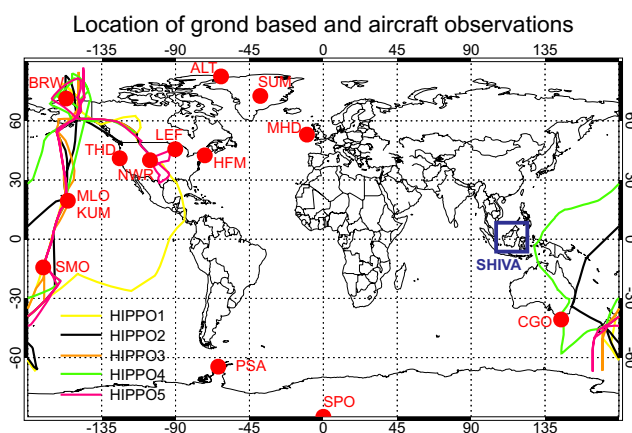 Location of grond based and aircraft observations
-135 -90 -45 0 45 90 135
ALT
BRW
SUM
60
MHD
LEF
THD
HFM
NWR
30 30
MLO
KUM
0 0
SHIVA
SMO
-30 -30
HIPPO1
CGO
HIPPO2
HIPPO3
-60 -60
PSA
HIPPO4
HIPPO5
SPO
-135 -90 -45 0 45 90 135